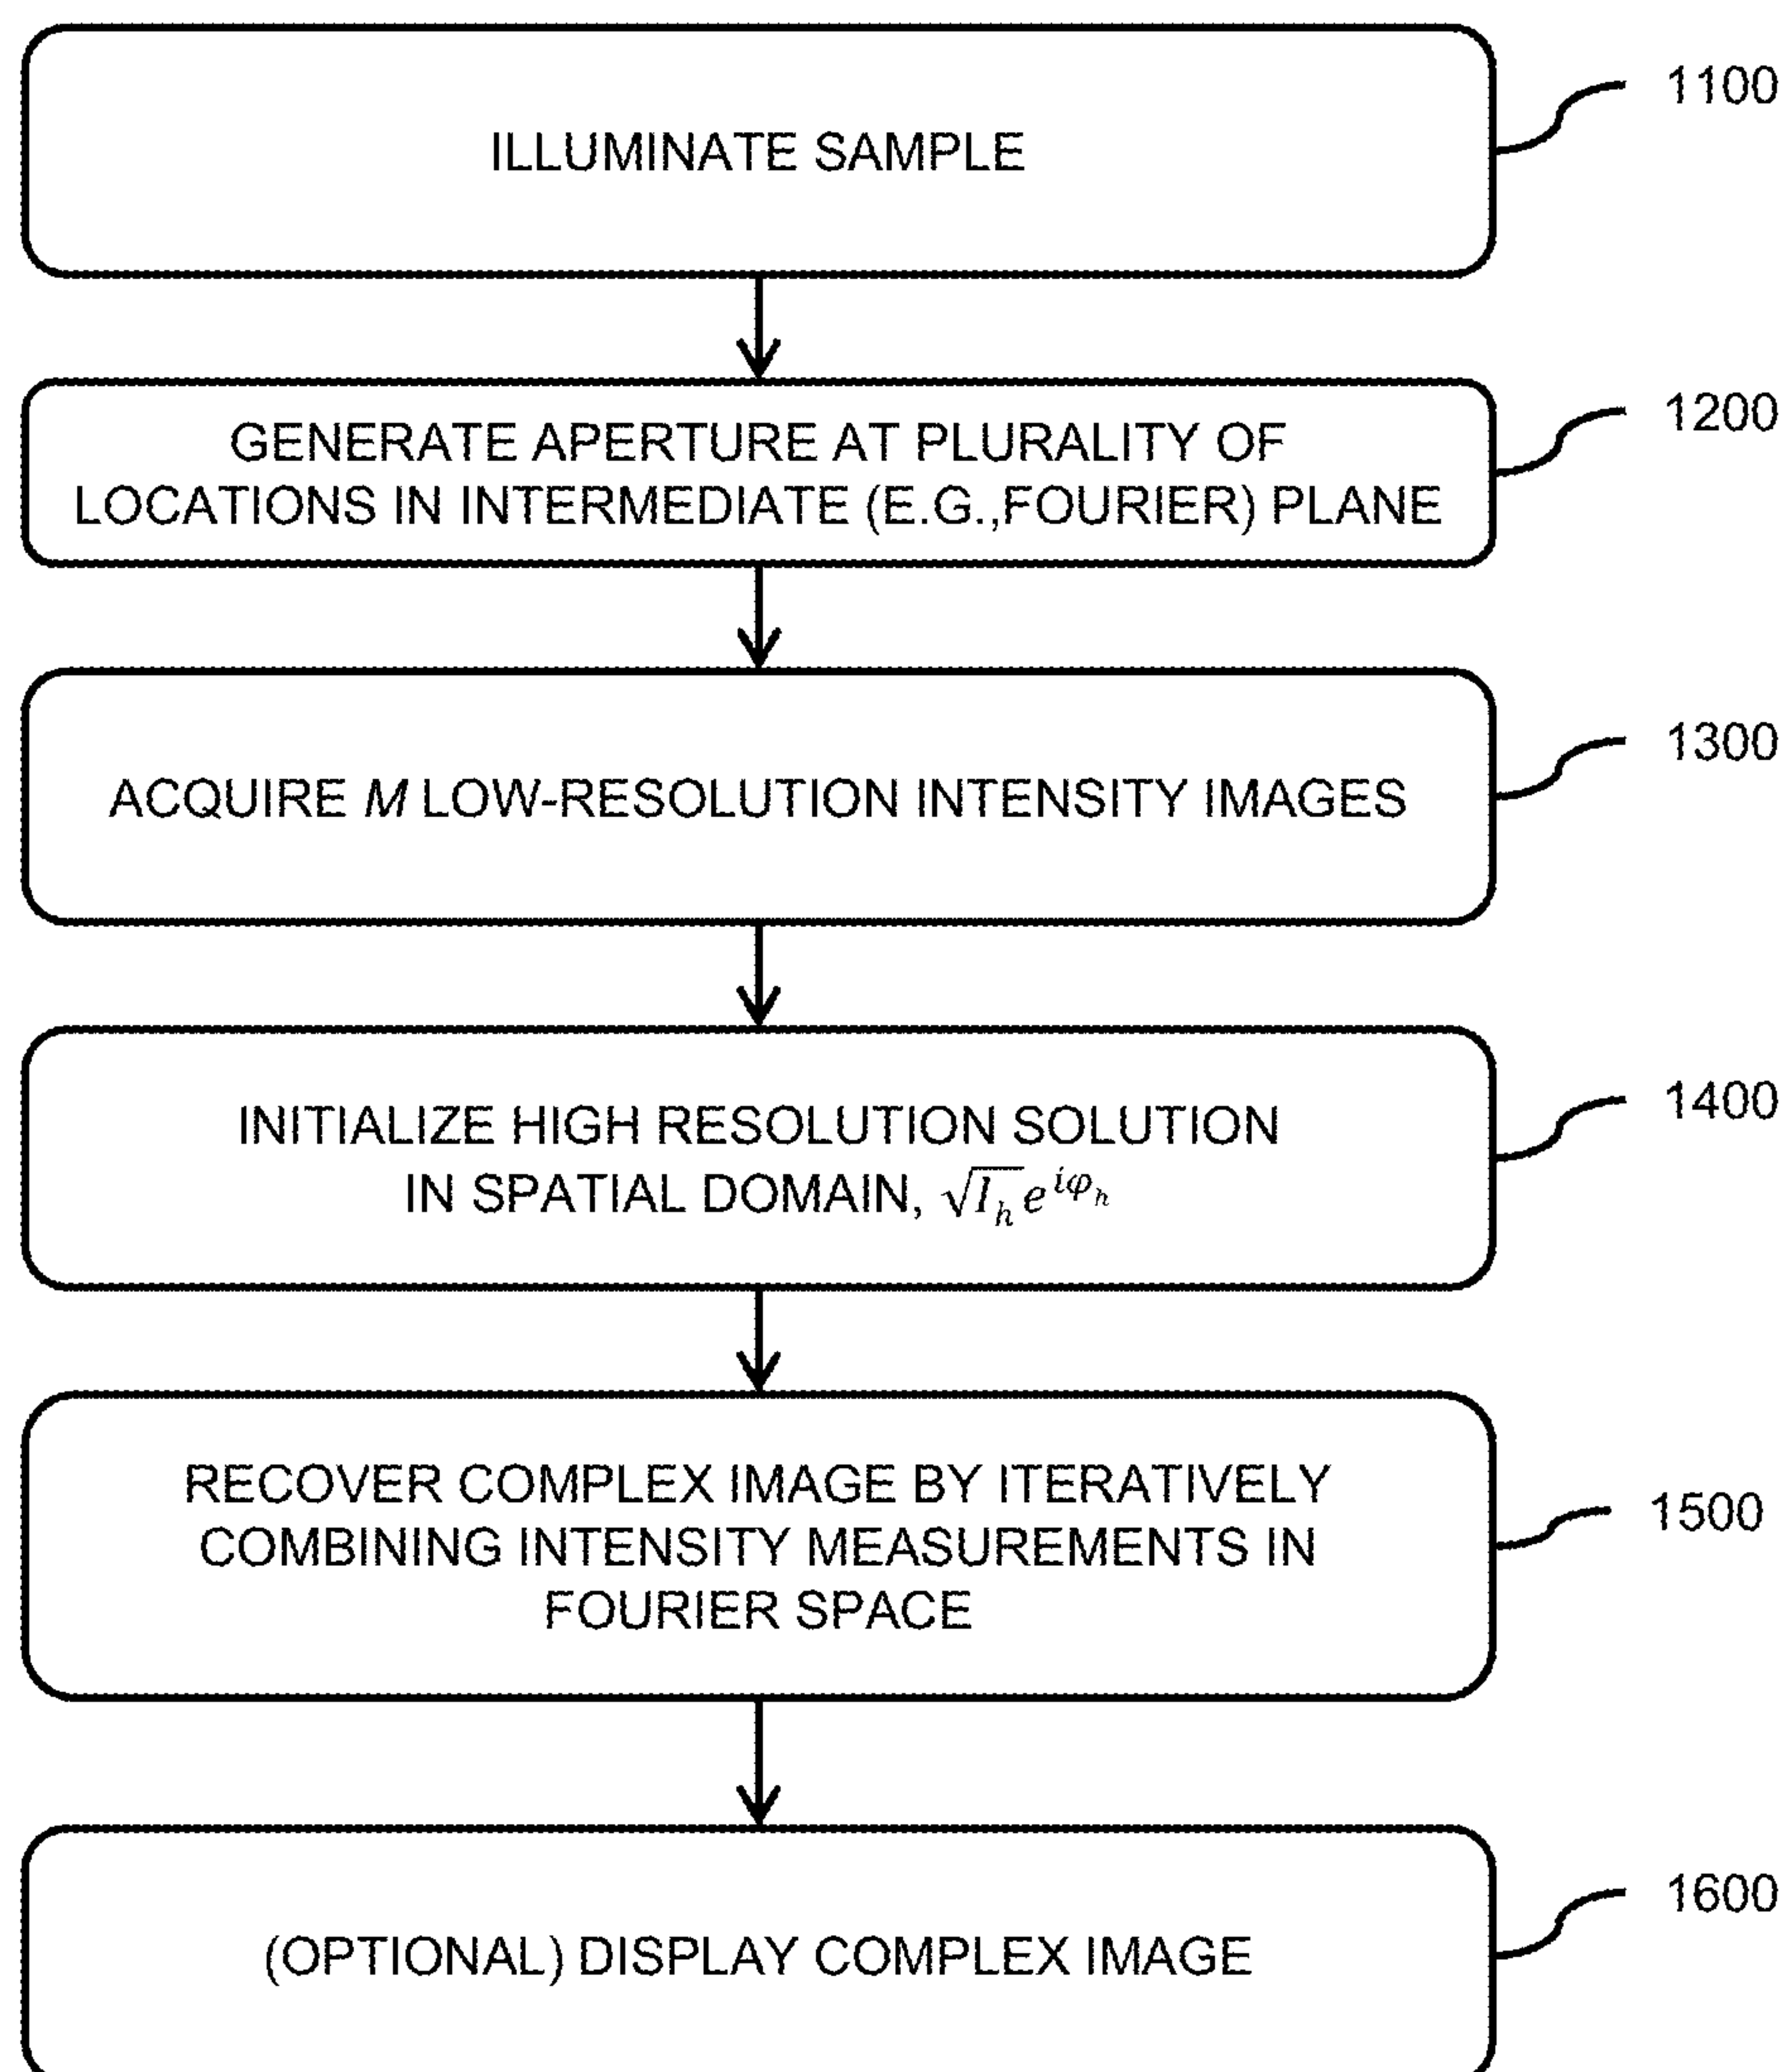 ILLUMINATE SAMPLE
1100
GENERATE APERTURE AT PLURALITY OF
LOCATIONS IN INTERMEDIATE (E.G.,FOURIER) PLANE
1200
ACQUIRE M LOW-RESOLUTION INTENSITY IMAGES
1300
INITIALIZE HIGH RESOLUTION SOLUTION
IN SPATIAL DOMAIN, √I_h e^{iφ_h}
1400
RECOVER COMPLEX IMAGE BY ITERATIVELY
COMBINING INTENSITY MEASUREMENTS IN
FOURIER SPACE
1500
(OPTIONAL) DISPLAY COMPLEX IMAGE
1600